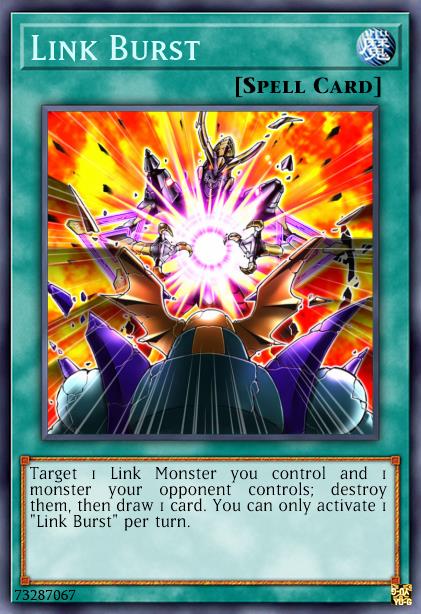 LINK BURST
魔
[SPELL CARD]
Target 1 Link Monster you control and 1
monster your opponent controls; destroy
them, then draw 1 card. You can only activate 1
"Link Burst" per turn.
73287067